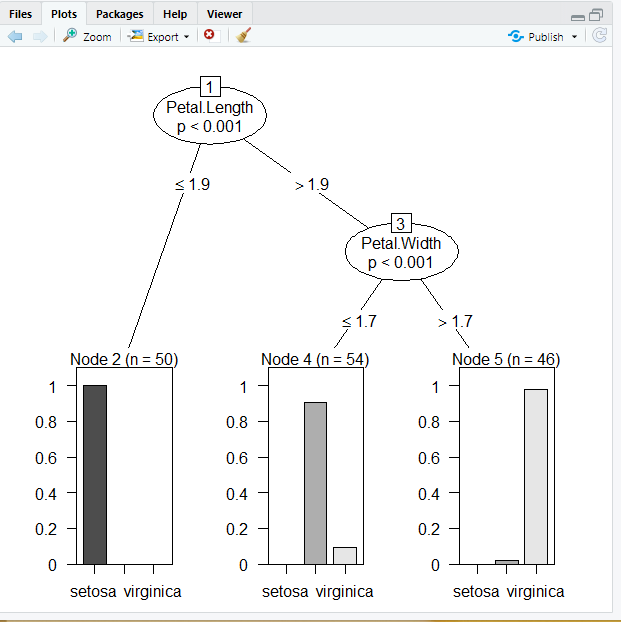 Files Plots Packages Help Viewer
Zoom Export Publish
1
Petal.Length
p < 0.001
≤ 1.9 > 1.9
3
Petal.Width
p < 0.001
≤ 1.7 > 1.7
Node 2 (n = 50) Node 4 (n = 54) Node 5 (n = 46)
1 1 1
0.8 0.8 0.8
0.6 0.6 0.6
0.4 0.4 0.4
0.2 0.2 0.2
0 0 0
setosa virginica setosa virginica setosa virginica